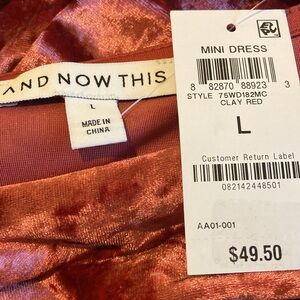 AND NOW THIS
L
MADE IN
CHINA
MINI DRESS
8 82870 88923 3
STYLE 75WD182MC
CLAY RED
L
Customer Return Label
082142448501
AA01-001
$49.50